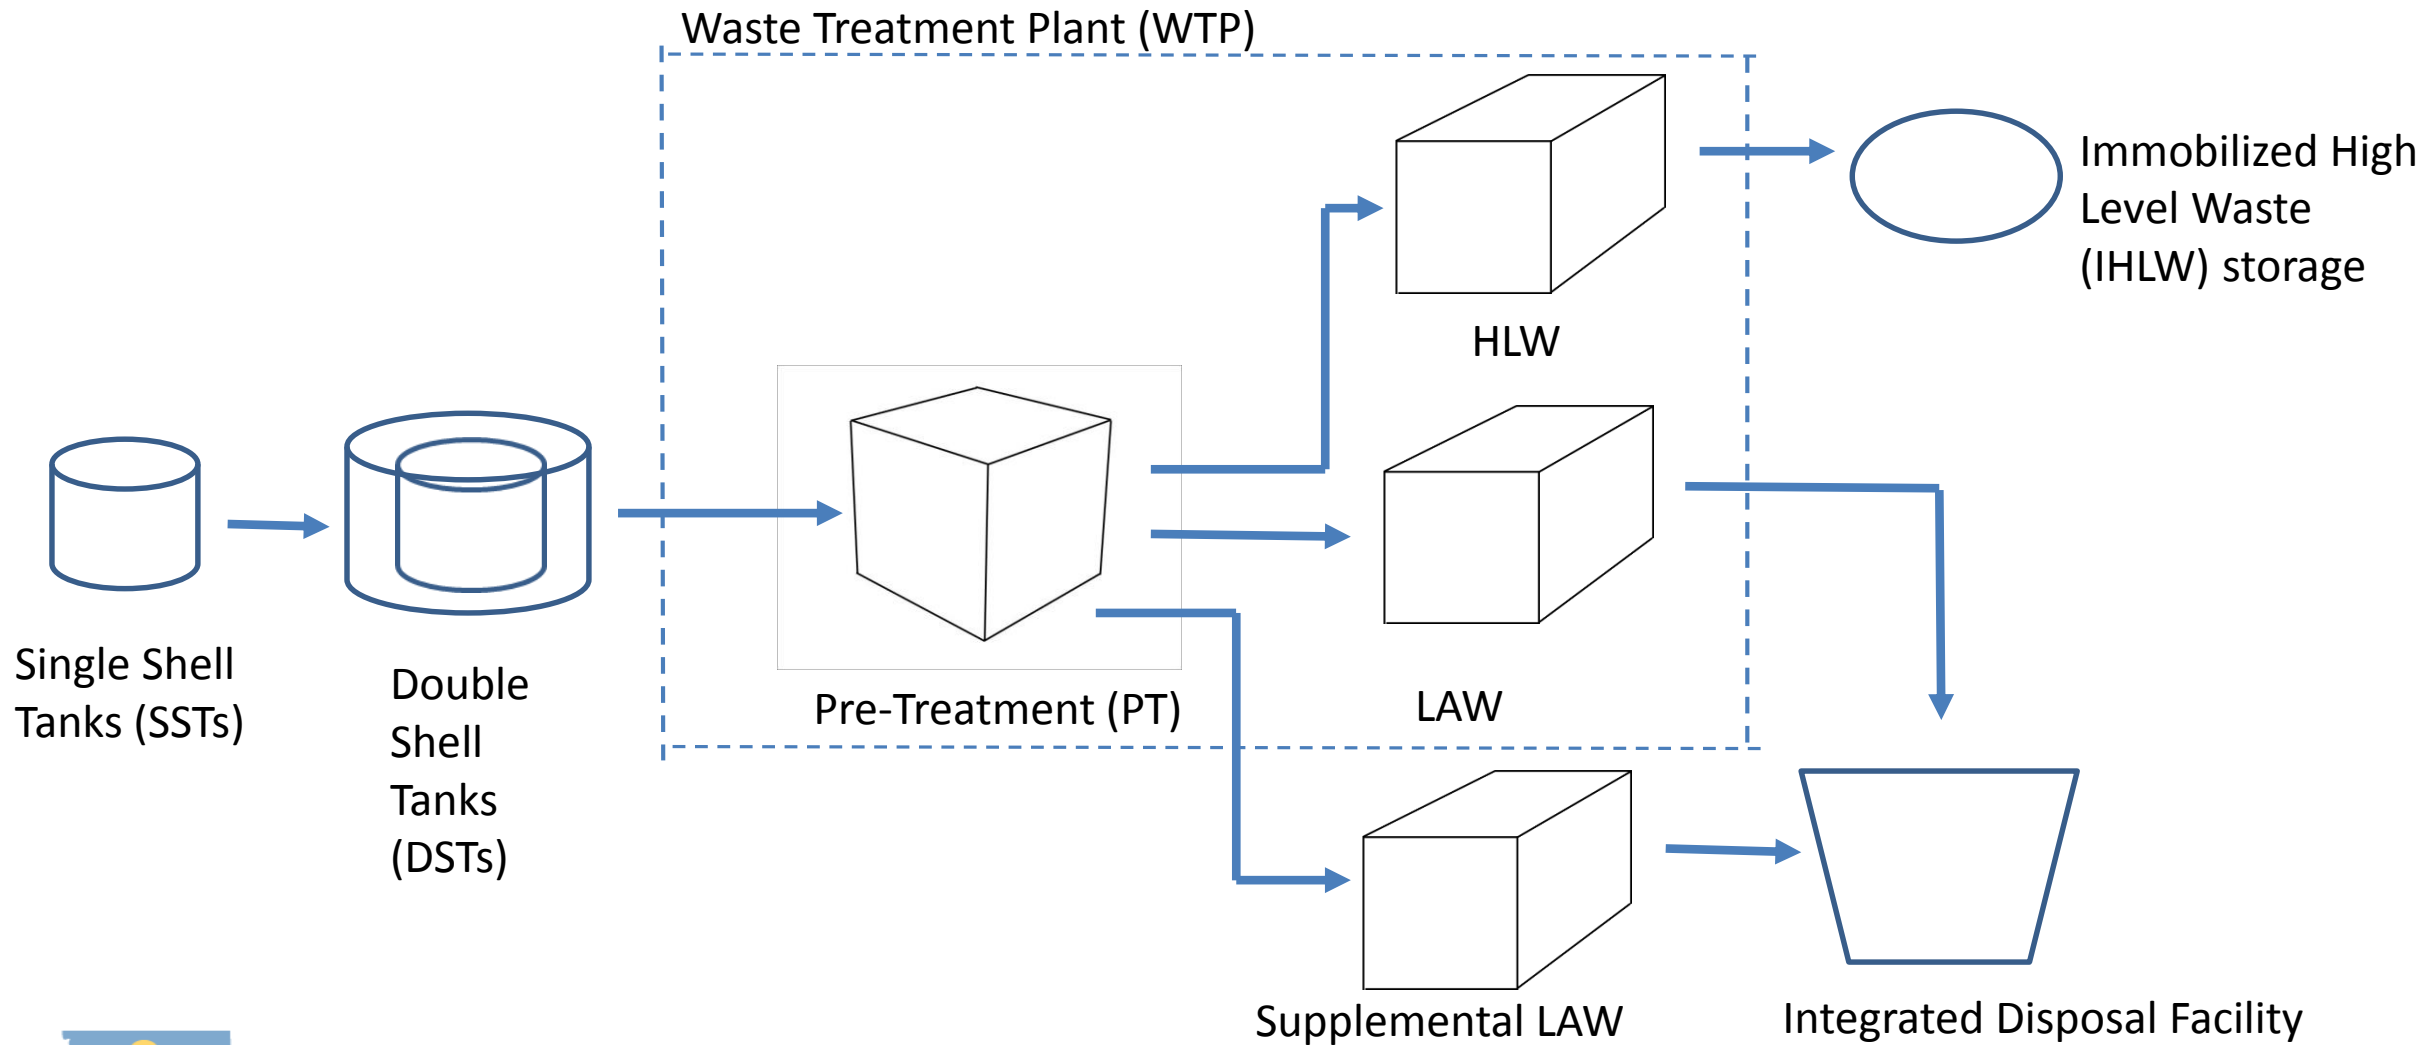 Waste Treatment Plant (WTP)
Immobilized High
Level Waste
(IHLW) storage
HLW
Single Shell
Tanks (SSTs)
Double
Shell
Tanks
(DSTs)
Pre-Treatment (PT)
LAW
Supplemental LAW
Integrated Disposal Facility